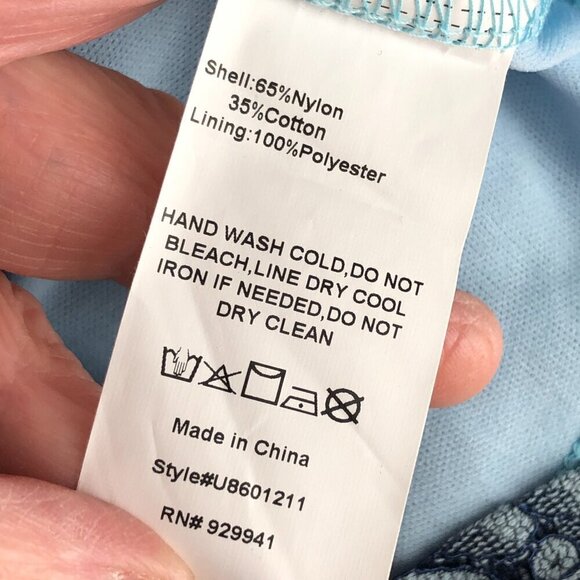 Shell:65%Nylon
35%Cotton
Lining:100%Polyester
HAND WASH COLD,DO NOT
BLEACH,LINE DRY COOL
IRON IF NEEDED,DO NOT
DRY CLEAN
Made in China
Style#U8601211
RN# 929941